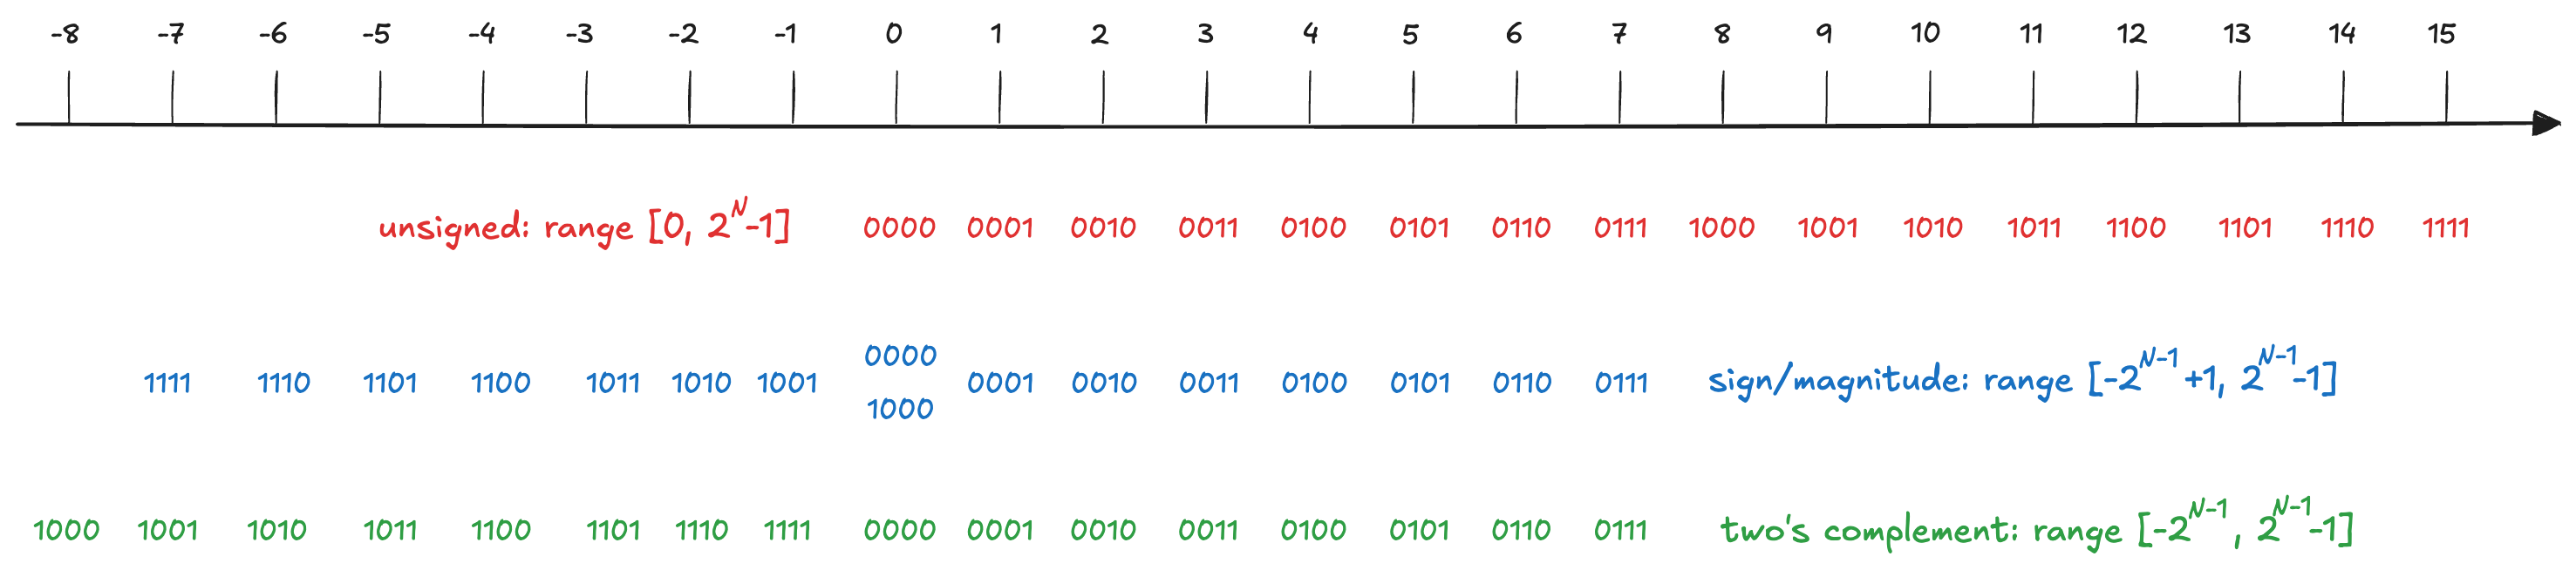 -8 -7 -6 -5 -4 -3 -2 -1 0 1 2 3 4 5 6 7 8 9 10 11 12 13 14 15
unsigned: range [0, 2^N-1] 0000 0001 0010 0011 0100 0101 0110 0111 1000 1001 1010 1011 1100 1101 1110 1111
0000
1111 1110 1101 1100 1011 1010 1001 0001 0010 0011 0100 0101 0110 0111 sign/magnitude: range [-2^N-1+1, 2^N-1-1]
1000
1000 1001 1010 1011 1100 1101 1110 1111 0000 0001 0010 0011 0100 0101 0110 0111 two's complement: range [-2^N-1, 2^N-1-1]